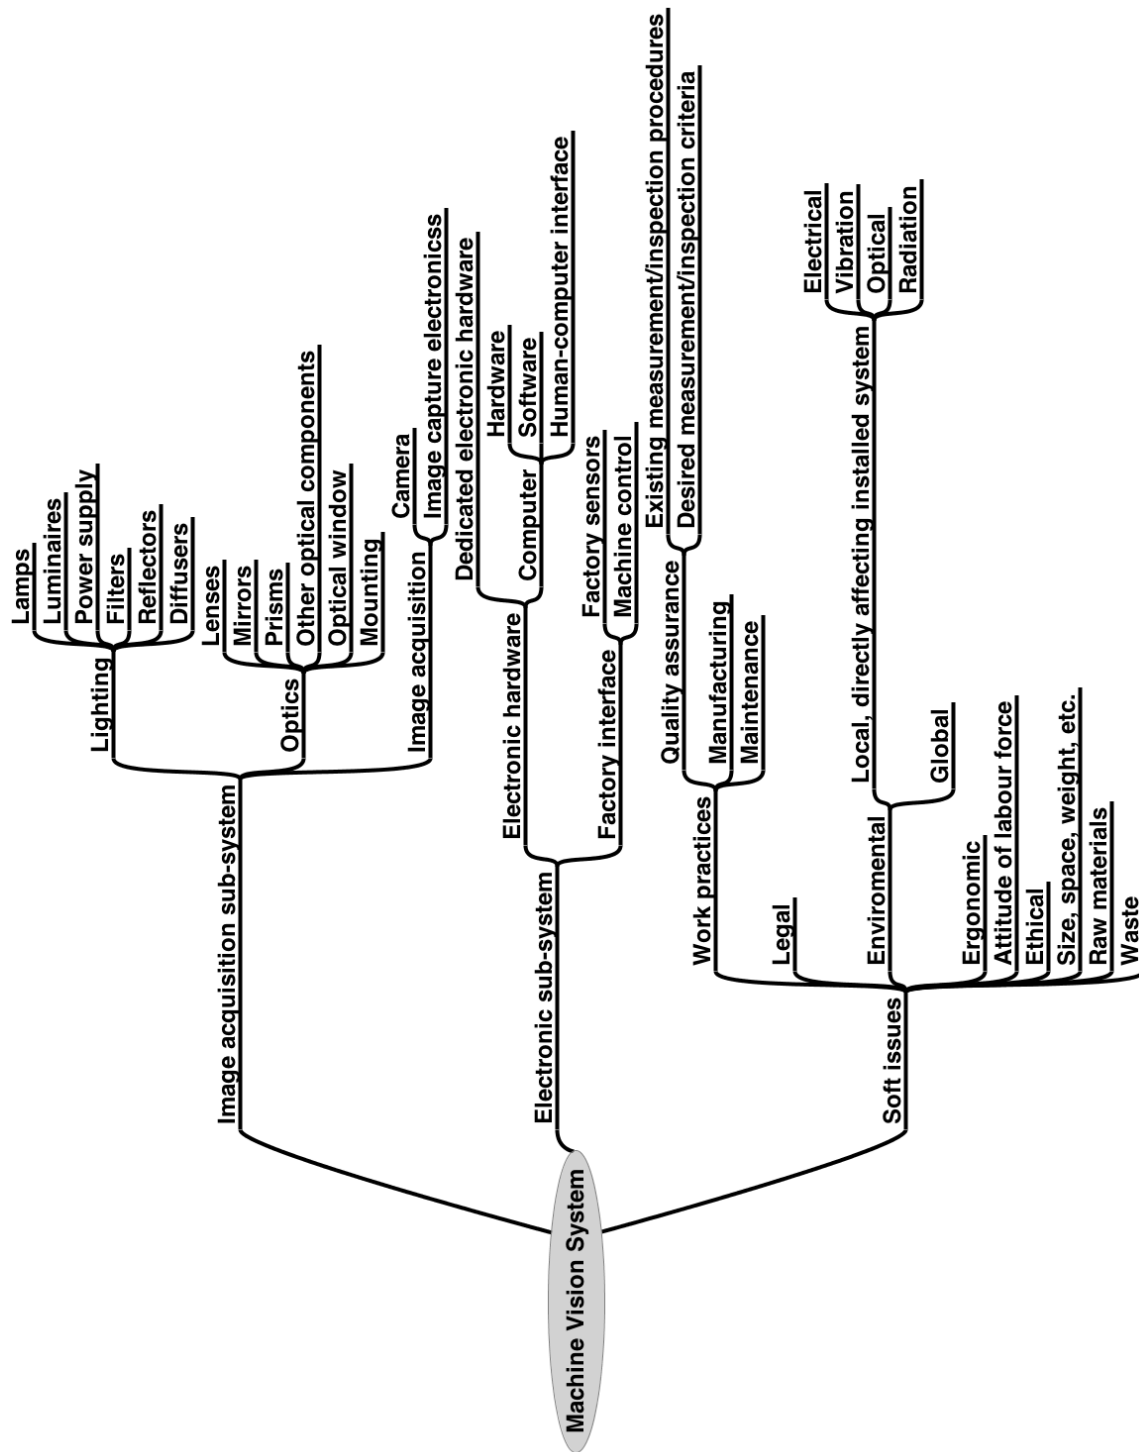 Machine Vision System
Image acquisition sub-system
Lighting
Lamps
Luminaires
Power supply
Filters
Reflectors
Diffusers
Optics
Lenses
Mirrors
Prisms
Other optical components
Optical window
Mounting
Image acquisition
Camera
Image capture electronicss
Electronic sub-system
Electronic hardware
Dedicated electronic hardware
Computer
Hardware
Software
Human-computer interface
Factory interface
Factory sensors
Machine control
Soft issues
Work practices
Quality assurance
Existing measurement/inspection procedures
Desired measurement/inspection criteria
Manufacturing
Maintenance
Legal
Enviromental
Local, directly affecting installed system
Electrical
Vibration
Optical
Radiation
Global
Ergonomic
Attitude of labour force
Ethical
Size, space, weight, etc.
Raw materials
Waste